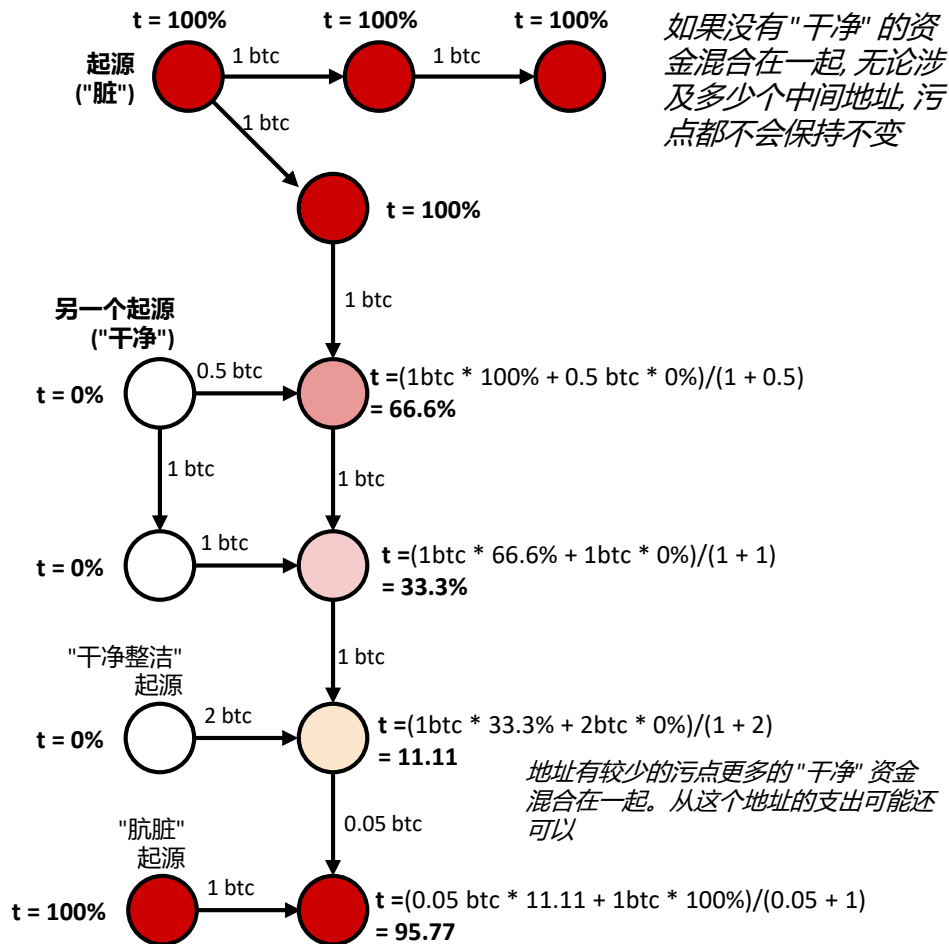 t = 100%
t = 100%
t = 100%
起源
("脏")
1 btc
1 btc
如果没有"干净" 的资
金混合在一起, 无论涉
及多少个中间地址, 污
点都不会保持不变
1 btc
t = 100%
1 btc
另一个起源
("干净")
t = 0%
0.5 btc
t =(1btc * 100% + 0.5 btc * 0%)/(1 + 0.5)
= 66.6%
1 btc
1 btc
t = 0%
1 btc
t =(1btc * 66.6% + 1btc * 0%)/(1 + 1)
= 33.3%
1 btc
"干净整洁"
起源
t = 0%
2 btc
t =(1btc * 33.3% + 2btc * 0%)/(1 + 2)
= 11.11
地址有较少的污点更多的 "干净" 资金
混合在一起。从这个地址的支出可能还
可以
0.05 btc
"肮脏"
起源
t = 100%
1 btc
t =(0.05 btc * 11.11 + 1btc * 100%)/(0.05 + 1)
= 95.77